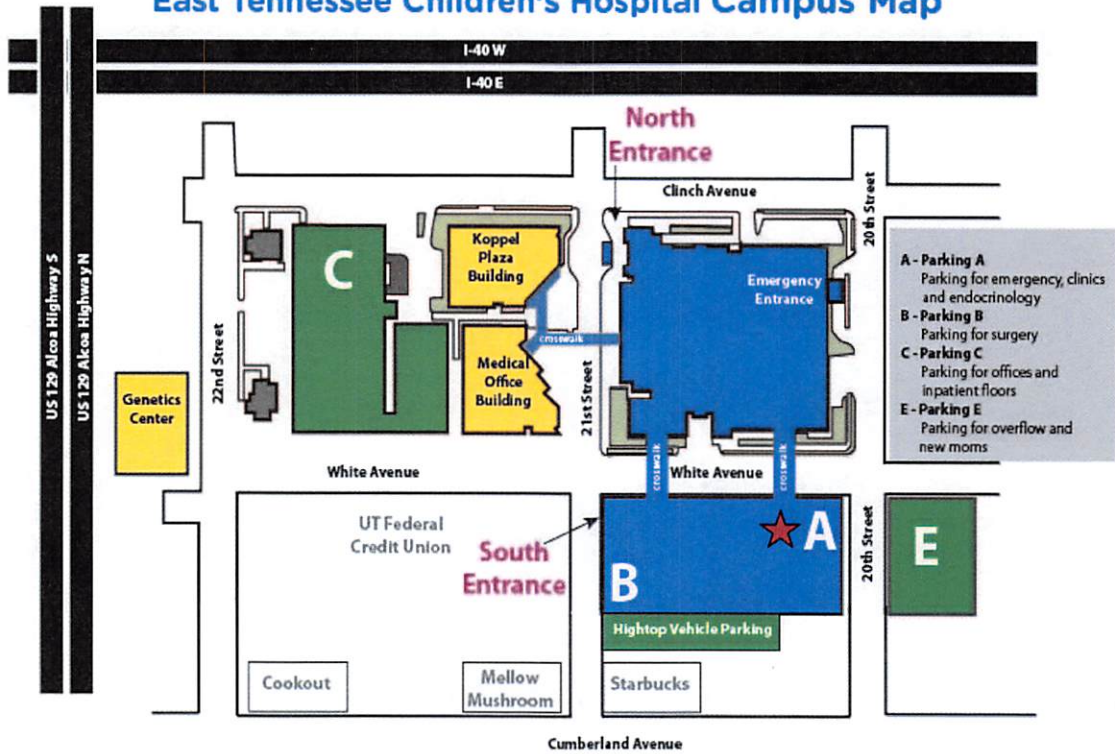 East Tennessee Children's Hospital Campus Map
I-40 W
I-40 E
US 129 Alcoa Highway S
US 129 Alcoa Highway N
North
Entrance
Clinch Avenue
20th Street
22nd Street
C
Koppel
Plaza
Building
Emergency
Entrance
crosswalk
Medical
Office
Building
21st Street
Genetics
Center
A - Parking A
Parking for emergency, clinics
and endocrinology
B - Parking B
Parking for surgery
C - Parking C
Parking for offices and
inpatient floors
E - Parking E
Parking for overflow and
new moms
White Avenue
crosswalk
White Avenue
crosswalk
UT Federal
Credit Union
South
Entrance
A
B
20th Street
E
Hightop Vehicle Parking
Cookout
Mellow
Mushroom
Starbucks
Cumberland Avenue